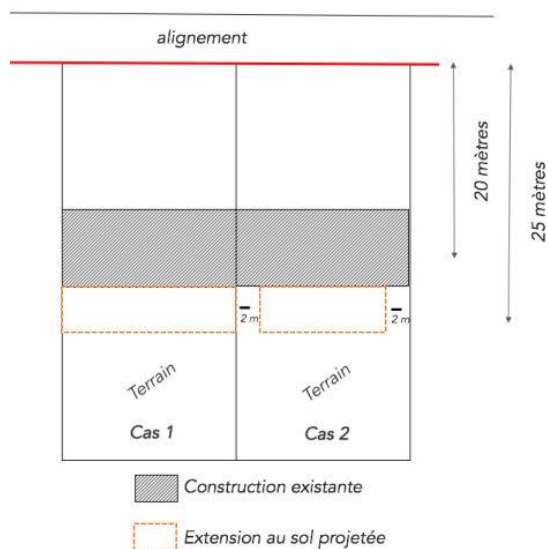 alignement
20 mètres
25 mètres
2 m
2 m
Terrain
Terrain
Cas 1
Cas 2
Construction existante
Extension au sol projetée